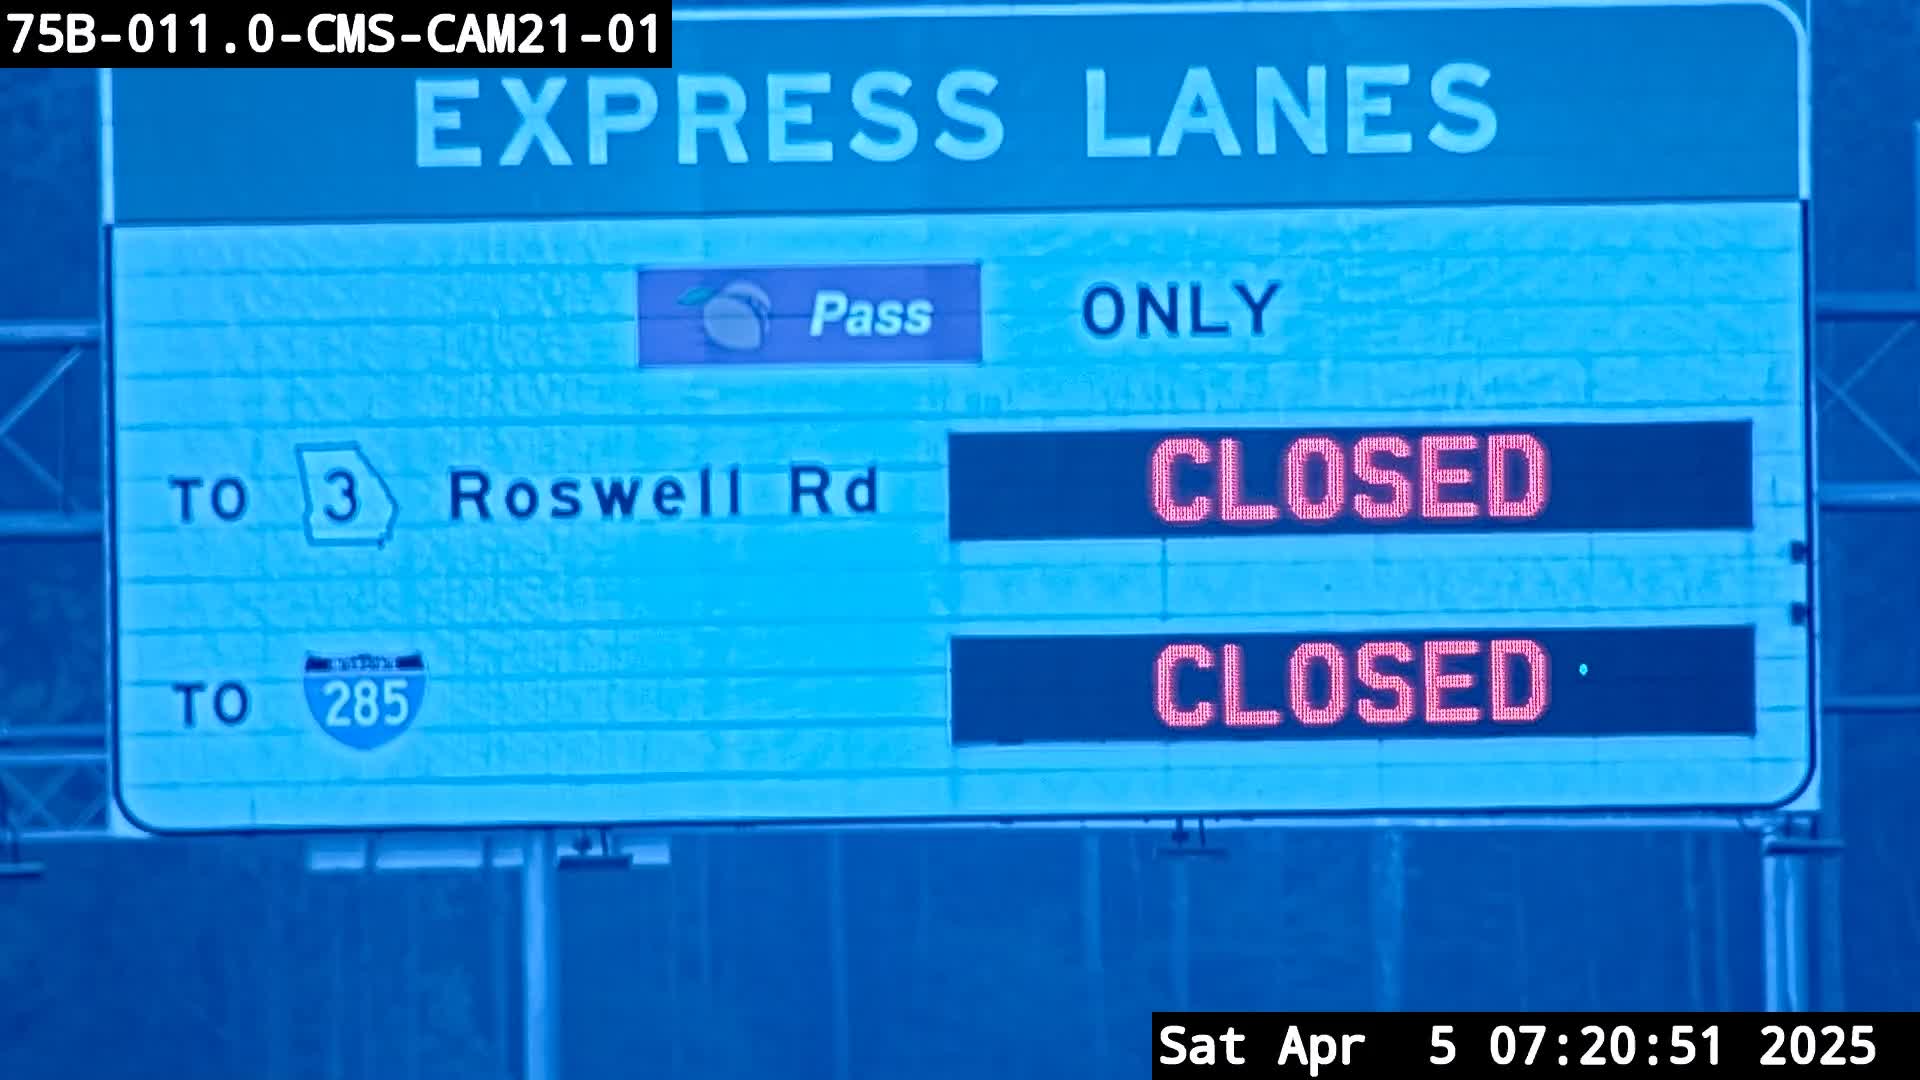 75B-011.0-CMS-CAM21-01
EXPRESS LANES
Pass ONLY
TO 3 Roswell Rd CLOSED
TO 285 CLOSED
Sat Apr 5 07:20:51 2025